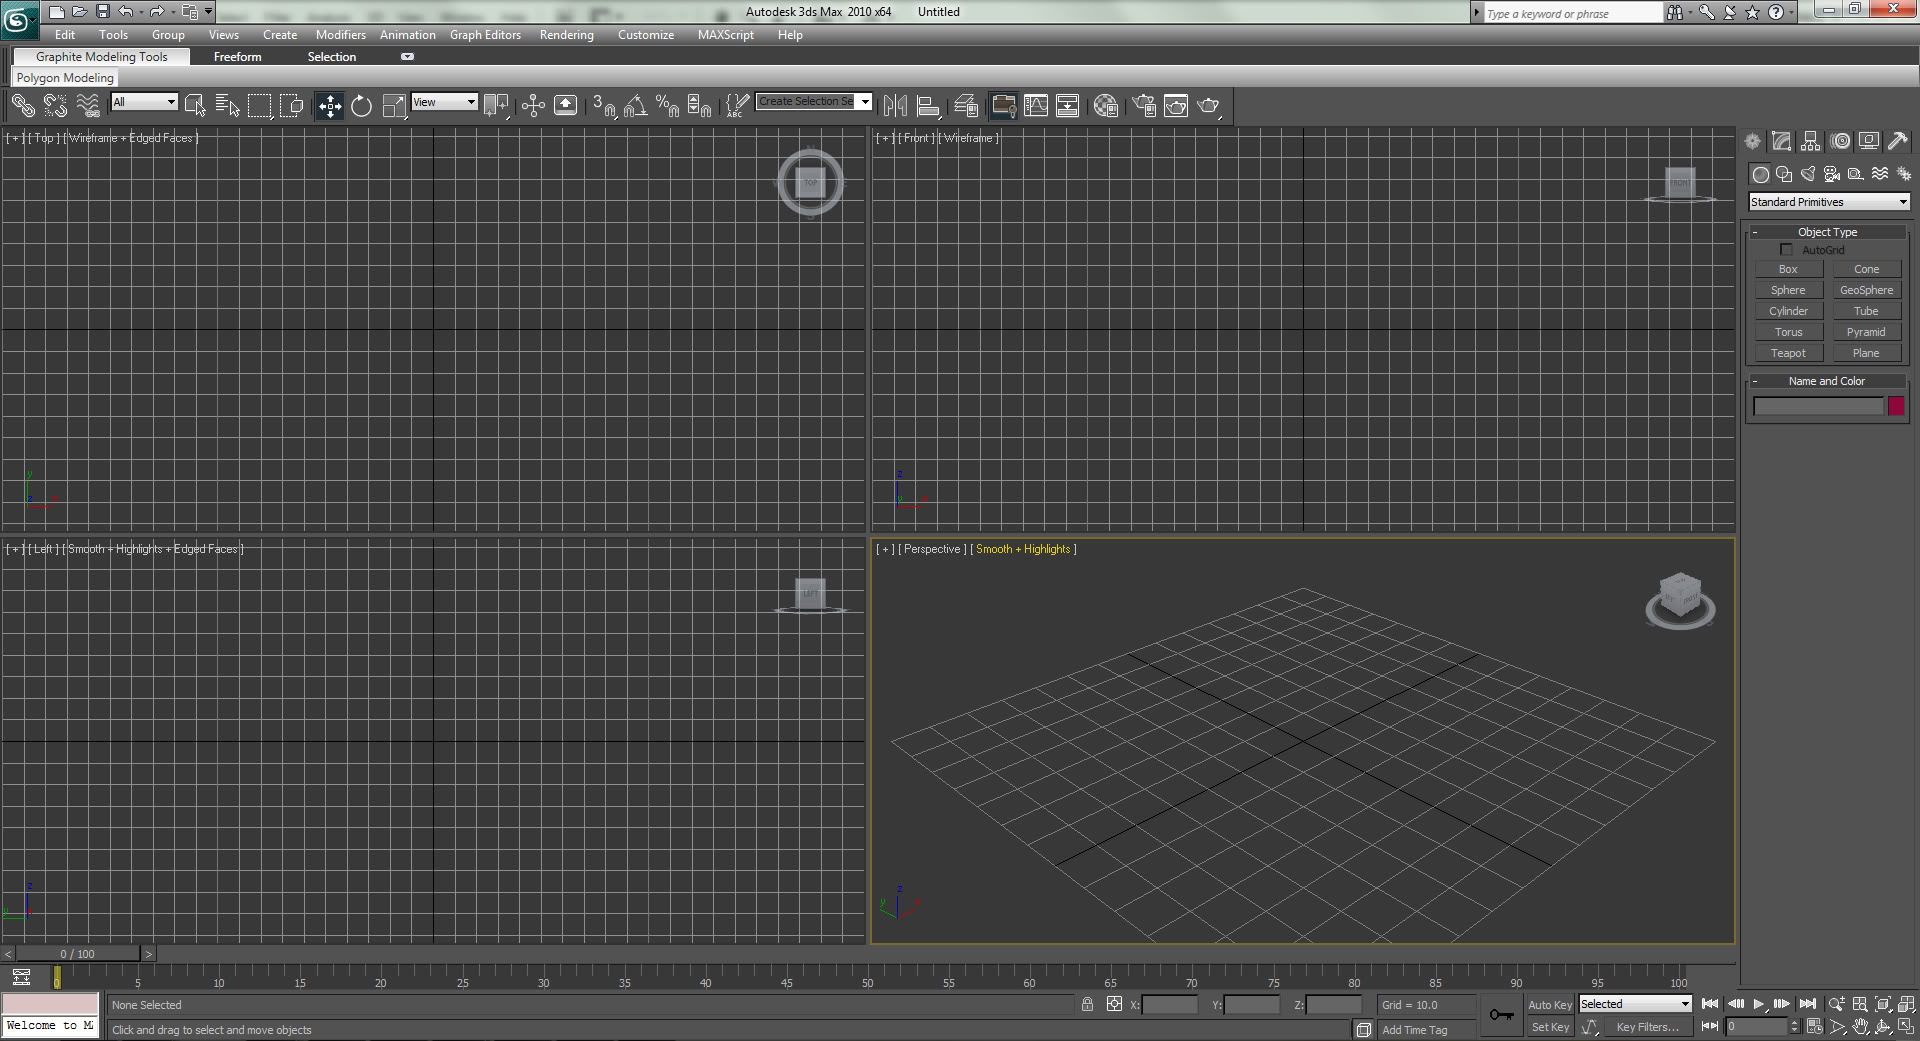 Autodesk 3ds Max 2010 x64 Untitled
Type a keyword or phrase
Edit Tools Group Views Create Modifiers Animation Graph Editors Rendering Customize MAXScript Help
Graphite Modeling Tools Freeform Selection
Polygon Modeling
All View 3 % ABC Create Selection Se
[ + ] [ Top ] [ Wireframe + Edged Faces ]
TOP
[ + ] [ Front ] [ Wireframe ]
FRONT
Standard Primitives
- Object Type
AutoGrid
Box Cone
Sphere GeoSphere
Cylinder Tube
Torus Pyramid
Teapot Plane
- Name and Color
y
z x
z
y x
[ + ] [ Left ] [ Smooth + Highlights + Edged Faces ]
LEFT
[ + ] [ Perspective ] [ Smooth + Highlights ]
FRONT
z
y x
z
y x
< 0 / 100 >
0 5 10 15 20 25 30 35 40 45 50 55 60 65 70 75 80 85 90 95 100
None Selected X: Y: Z: Grid = 10.0 Auto Key Selected
Welcome to M
Click and drag to select and move objects Add Time Tag Set Key Key Filters... 0